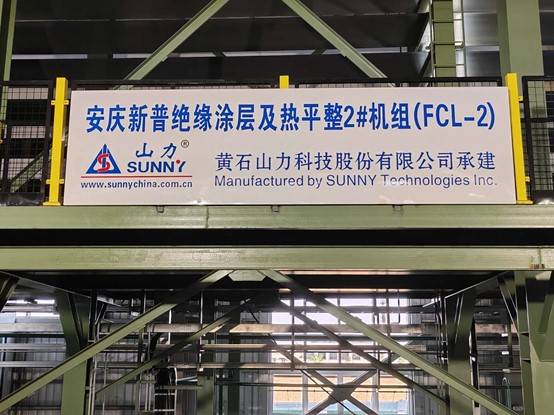 安庆新普绝缘涂层及热平整2#机组(FCL-2)
山力®
SUNNY
www.sunnychina.com.cn
黄石山力科技股份有限公司承建
Manufactured by SUNNY Technologies Inc.